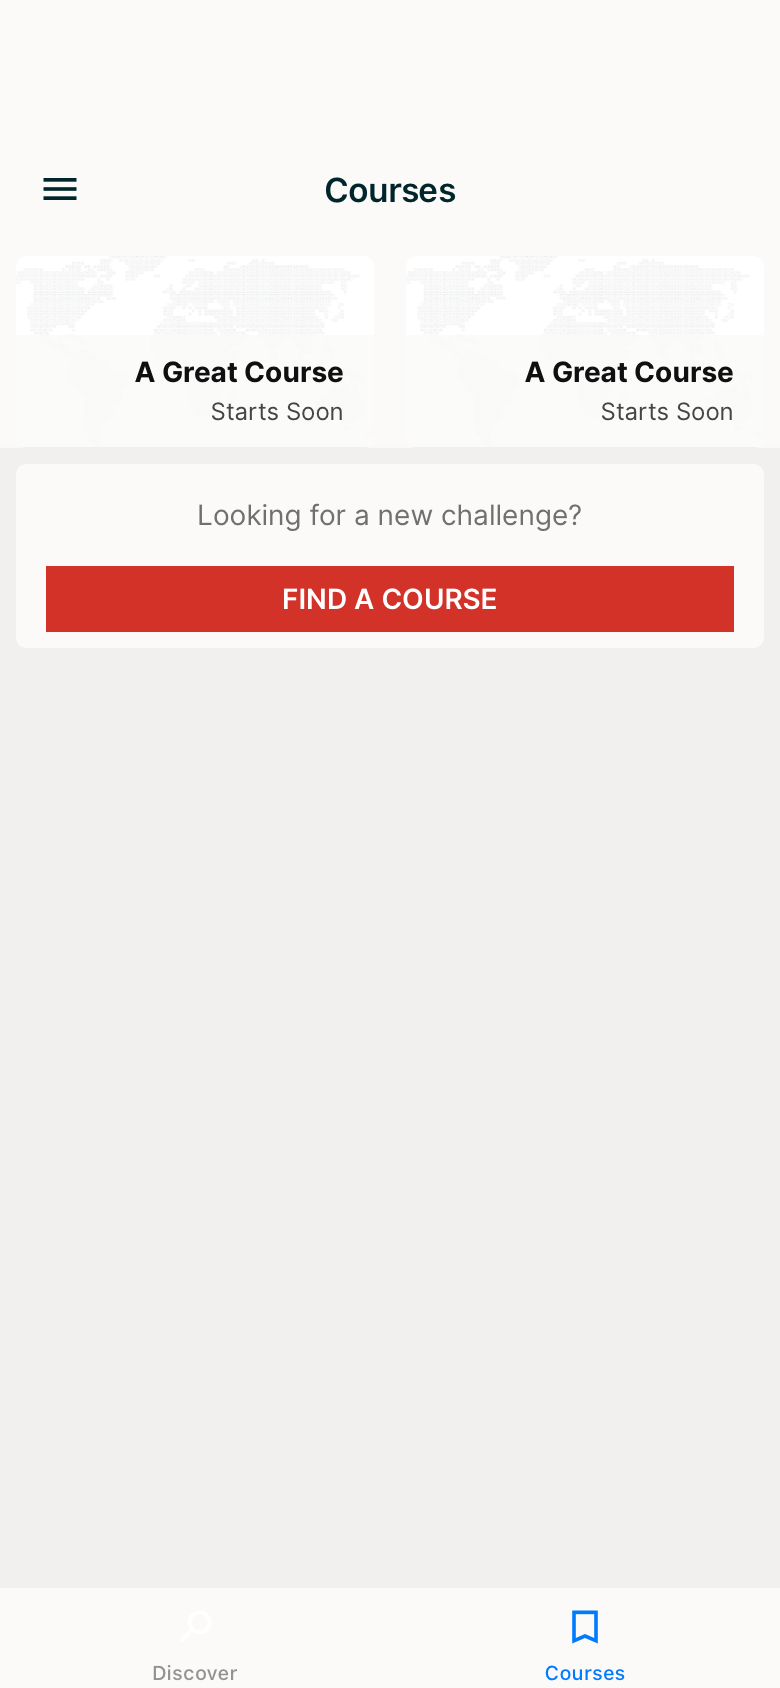 Courses
A Great Course
Starts Soon
A Great Course
Starts Soon
Looking for a new challenge?
FIND A COURSE
Discover
Courses